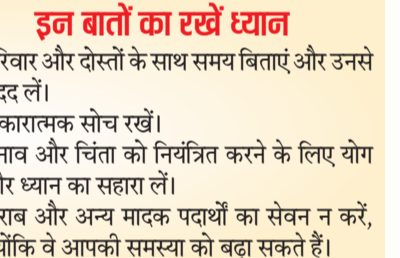 इन बातों का रखें ध्यान
रिवार और दोस्तों के साथ समय बिताएं और उनसे
दद लें।
कारात्मक सोच रखें।
नाव और चिंता को नियंत्रित करने के लिए योग
र ध्यान का सहारा लें।
राब और अन्य मादक पदार्थों का सेवन न करें,
योंकि वे आपकी समस्या को बढ़ा सकते हैं।